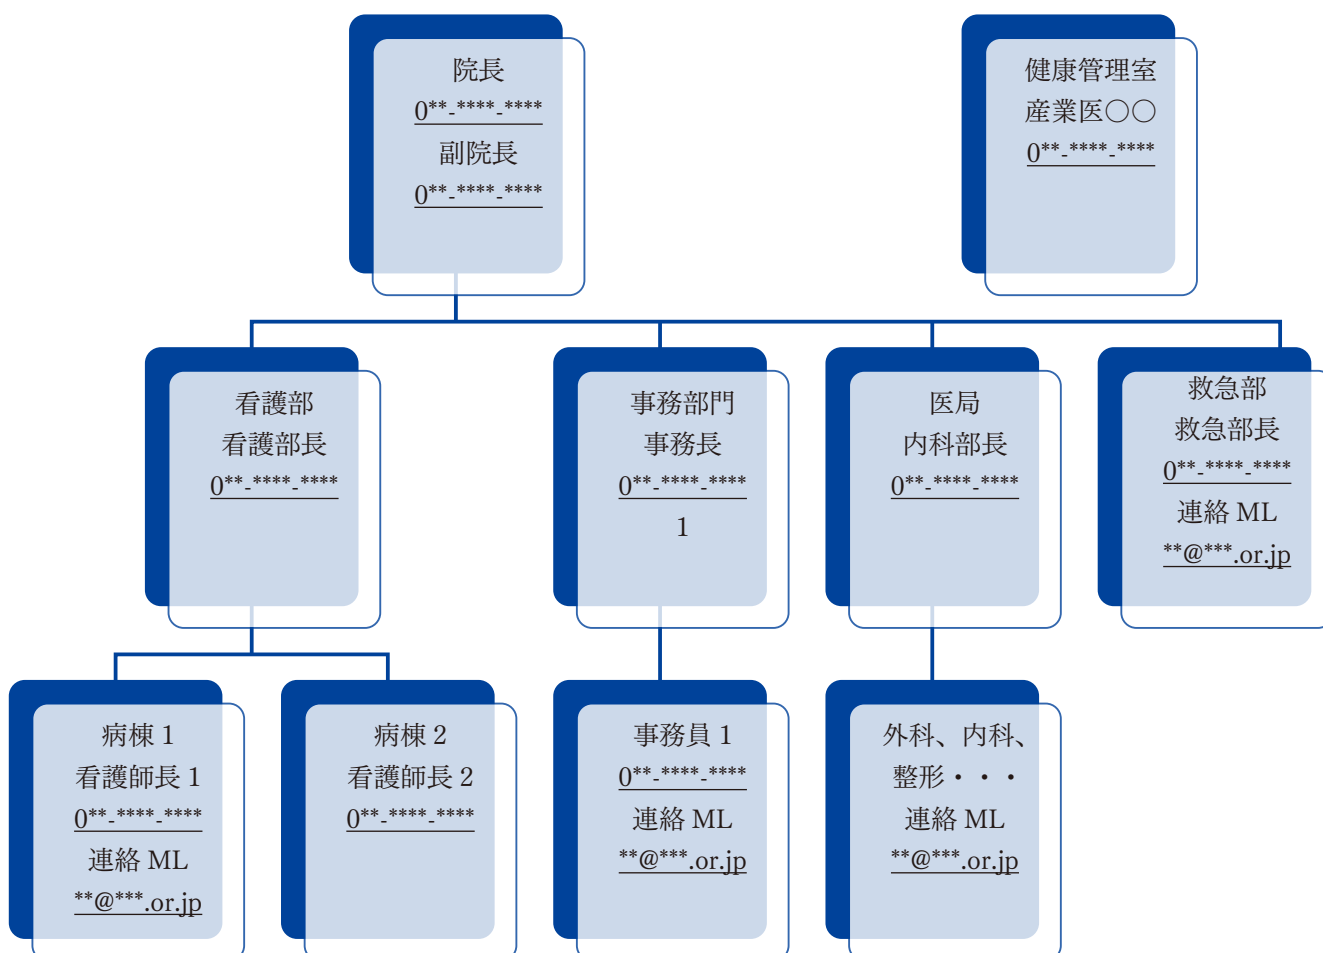 院長
0**-****-****
副院長
0**-****-****
健康管理室
産業医〇〇
0**-****-****
看護部
看護部長
0**-****-****
事務部門
事務長
0**-****-****
1
医局
内科部長
0**-****-****
救急部
救急部長
0**-****-****
連絡 ML
**@***.or.jp
病棟 1
看護師長 1
0**-****-****
連絡 ML
**@***.or.jp
病棟 2
看護師長 2
0**-****-****
事務員 1
0**-****-****
連絡 ML
**@***.or.jp
外科、内科、
整形・・・
連絡 ML
**@***.or.jp